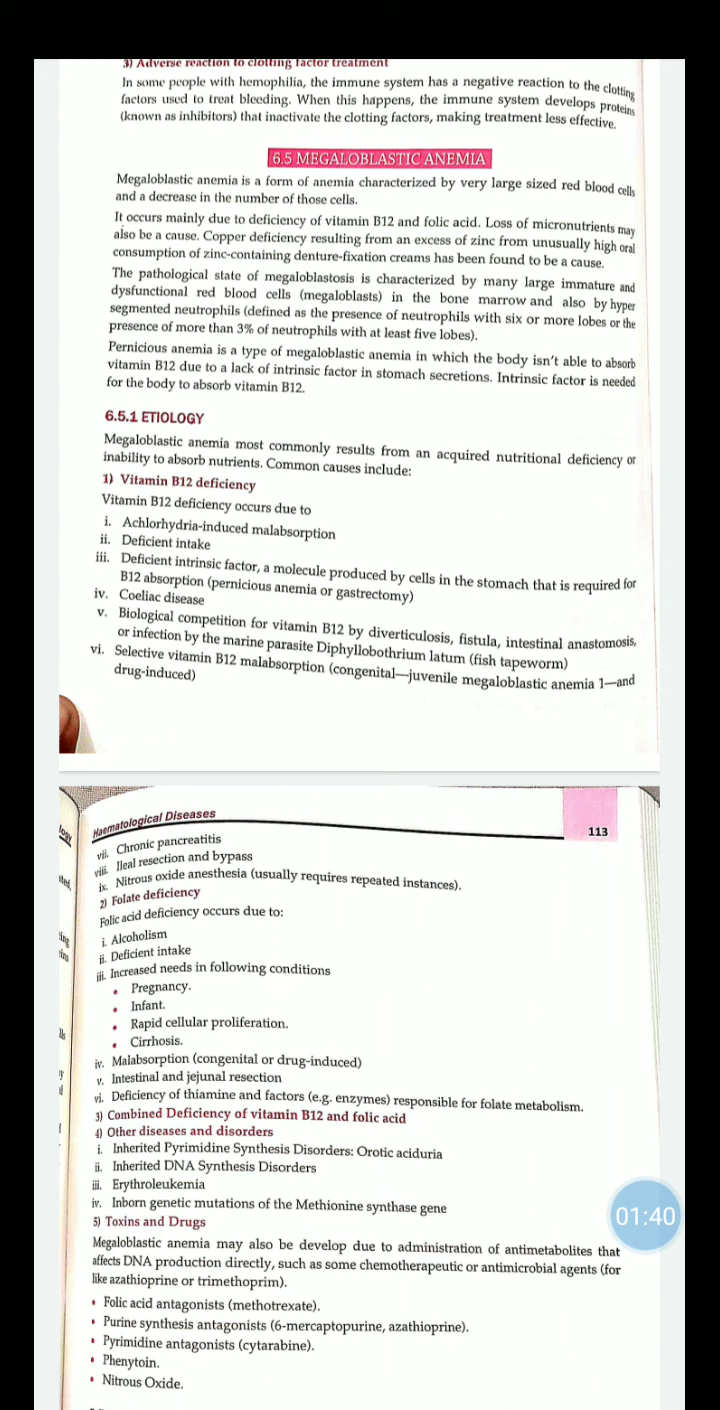 3) Adverse reaction to clotting factor treatment
In some people with hemophilia, the immune system has a negative reaction to the clotting
factors used to treat bleeding. When this happens, the immune system develops proteins
(known as inhibitors) that inactivate the clotting factors, making treatment less effective.
6.5 MEGALOBLASTIC ANEMIA
Megaloblastic anemia is a form of anemia characterized by very large sized red blood cells
and a decrease in the number of those cells.
It occurs mainly due to deficiency of vitamin B12 and folic acid. Loss of micronutrients may
also be a cause. Copper deficiency resulting from an excess of zinc from unusually high oral
consumption of zinc-containing denture-fixation creams has been found to be a cause.
The pathological state of megaloblastosis is characterized by many large immature and
dysfunctional red blood cells (megaloblasts) in the bone marrow and also by hyper
segmented neutrophils (defined as the presence of neutrophils with six or more lobes or the
presence of more than 3% of neutrophils with at least five lobes).
Pernicious anemia is a type of megaloblastic anemia in which the body isn't able to absorb
vitamin B12 due to a lack of intrinsic factor in stomach secretions. Intrinsic factor is needed
for the body to absorb vitamin B12.
6.5.1 ETIOLOGY
Megaloblastic anemia most commonly results from an acquired nutritional deficiency or
inability to absorb nutrients. Common causes include:
1) Vitamin B12 deficiency
Vitamin B12 deficiency occurs due to
i. Achlorhydria-induced malabsorption
ii. Deficient intake
iii. Deficient intrinsic factor, a molecule produced by cells in the stomach that is required for
B12 absorption (pernicious anemia or gastrectomy)
iv. Coeliac disease
v. Biological competition for vitamin B12 by diverticulosis, fistula, intestinal anastomosis,
or infection by the marine parasite Diphyllobothrium latum (fish tapeworm)
vi. Selective vitamin B12 malabsorption (congenital—juvenile megaloblastic anemia 1—and
drug-induced)
Haematological Diseases
113
vii. Chronic pancreatitis
viii. Ileal resection and bypass
ix. Nitrous oxide anesthesia (usually requires repeated instances).
2) Folate deficiency
Folic acid deficiency occurs due to:
i. Alcoholism
ii. Deficient intake
iii. Increased needs in following conditions
• Pregnancy.
• Infant.
• Rapid cellular proliferation.
• Cirrhosis.
iv. Malabsorption (congenital or drug-induced)
v. Intestinal and jejunal resection
vi. Deficiency of thiamine and factors (e.g. enzymes) responsible for folate metabolism.
3) Combined Deficiency of vitamin B12 and folic acid
4) Other diseases and disorders
i. Inherited Pyrimidine Synthesis Disorders: Orotic aciduria
ii. Inherited DNA Synthesis Disorders
iii. Erythroleukemia
iv. Inborn genetic mutations of the Methionine synthase gene
01:40
5) Toxins and Drugs
Megaloblastic anemia may also be develop due to administration of antimetabolites that
affects DNA production directly, such as some chemotherapeutic or antimicrobial agents (for
like azathioprine or trimethoprim).
• Folic acid antagonists (methotrexate).
• Purine synthesis antagonists (6-mercaptopurine, azathioprine).
• Pyrimidine antagonists (cytarabine).
• Phenytoin.
• Nitrous Oxide.